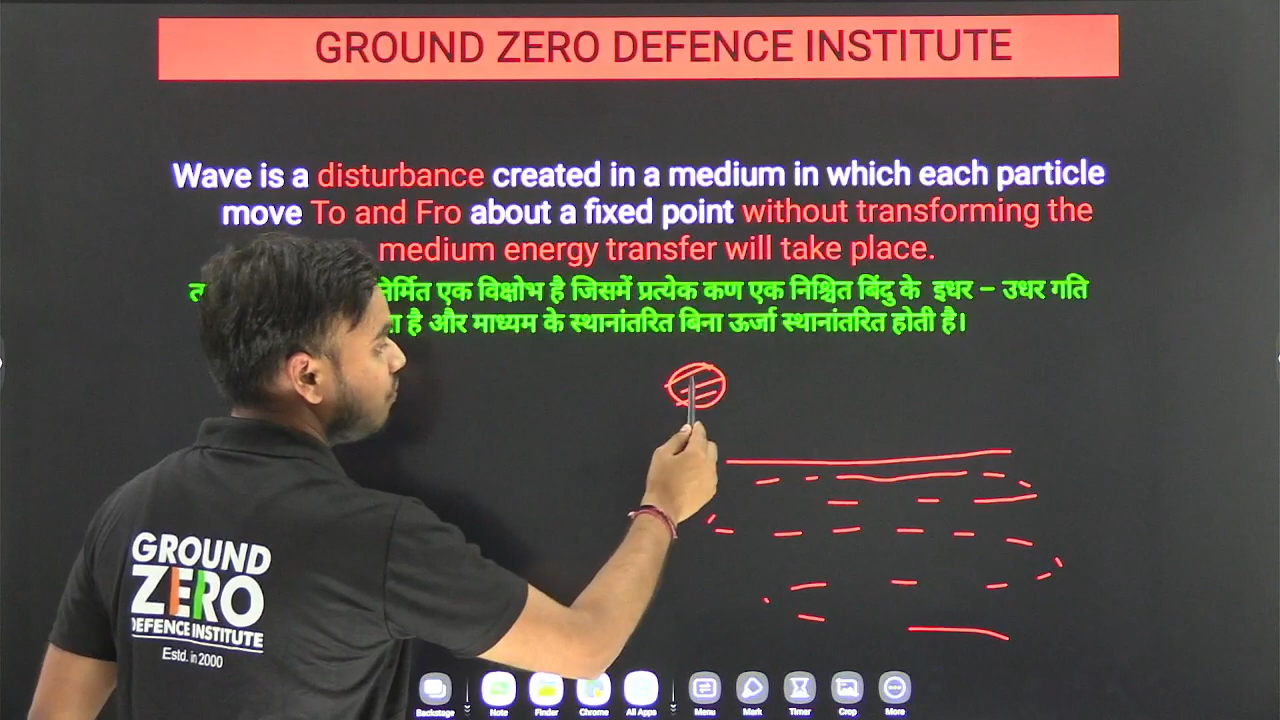 GROUND ZERO DEFENCE INSTITUTE
Wave is a disturbance created in a medium in which each particle
move To and Fro about a fixed point without transforming the
medium energy transfer will take place.
एक विक्षोभ है जिसमें प्रत्येक कण एक निश्चित बिंदु के इधर – उधर गति
है और माध्यम के स्थानांतरित बिना ऊर्जा स्थानांतरित होती है।
GROUND
ZERO
DEFENCE INSTITUTE
Estd. in 2000
Backstage
Note
Finder
Chrome
All Apps
Menu
Mark
Timer
Crop
More